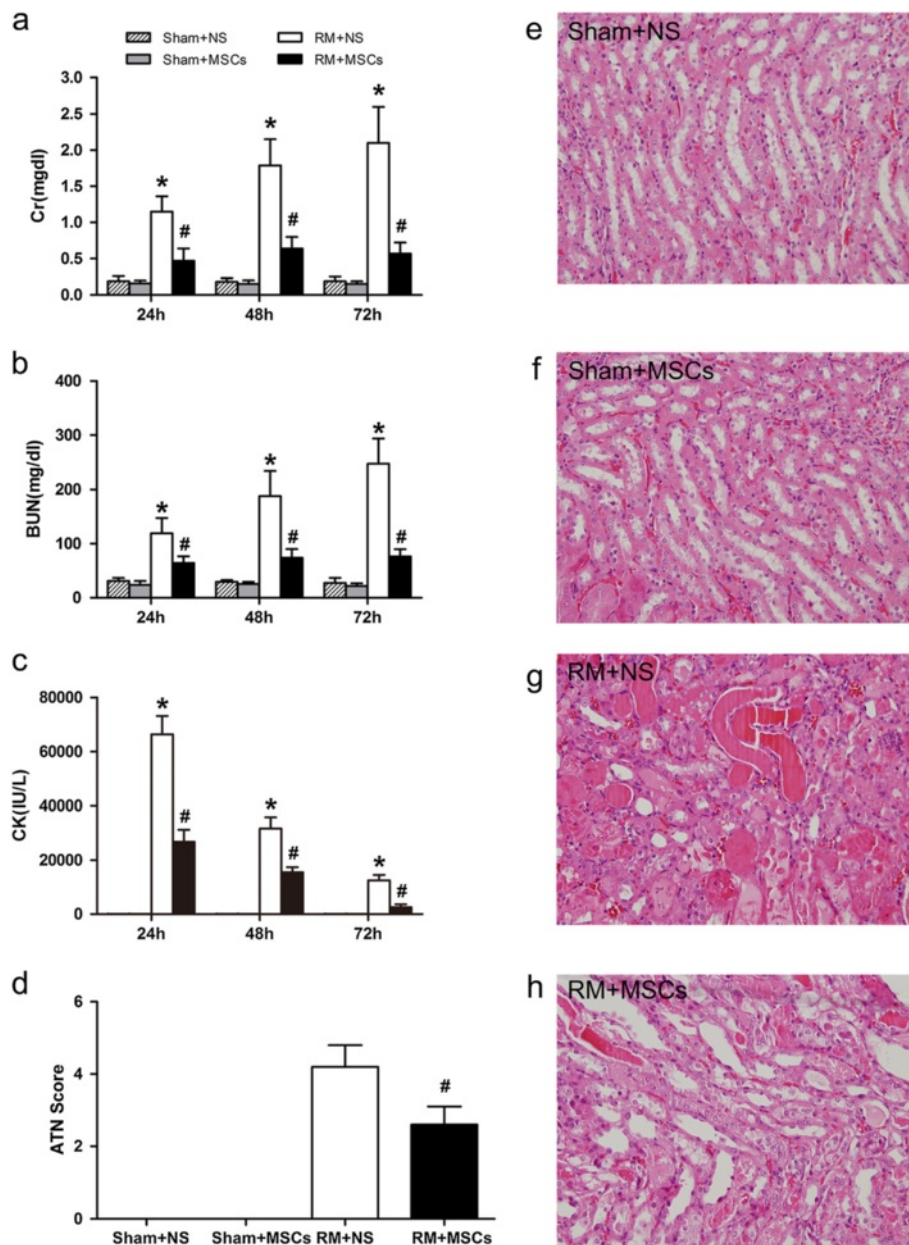 a
Sham+NS RM+NS
Sham+MSCs RM+MSCs
Cr(mgdl)
3.0
2.5
2.0
1.5
1.0
0.5
0.0
* * *
# # #
24h 48h 72h
b
BUN(mg/dl)
400
300
200
100
0
* * *
# # #
24h 48h 72h
c
CK(IU/L)
80000
60000
40000
20000
0
* * *
# # #
24h 48h 72h
d
ATN Score
6
4
2
0
#
Sham+NS Sham+MSCs RM+NS RM+MSCs
e Sham+NS
f Sham+MSCs
g RM+NS
h RM+MSCs